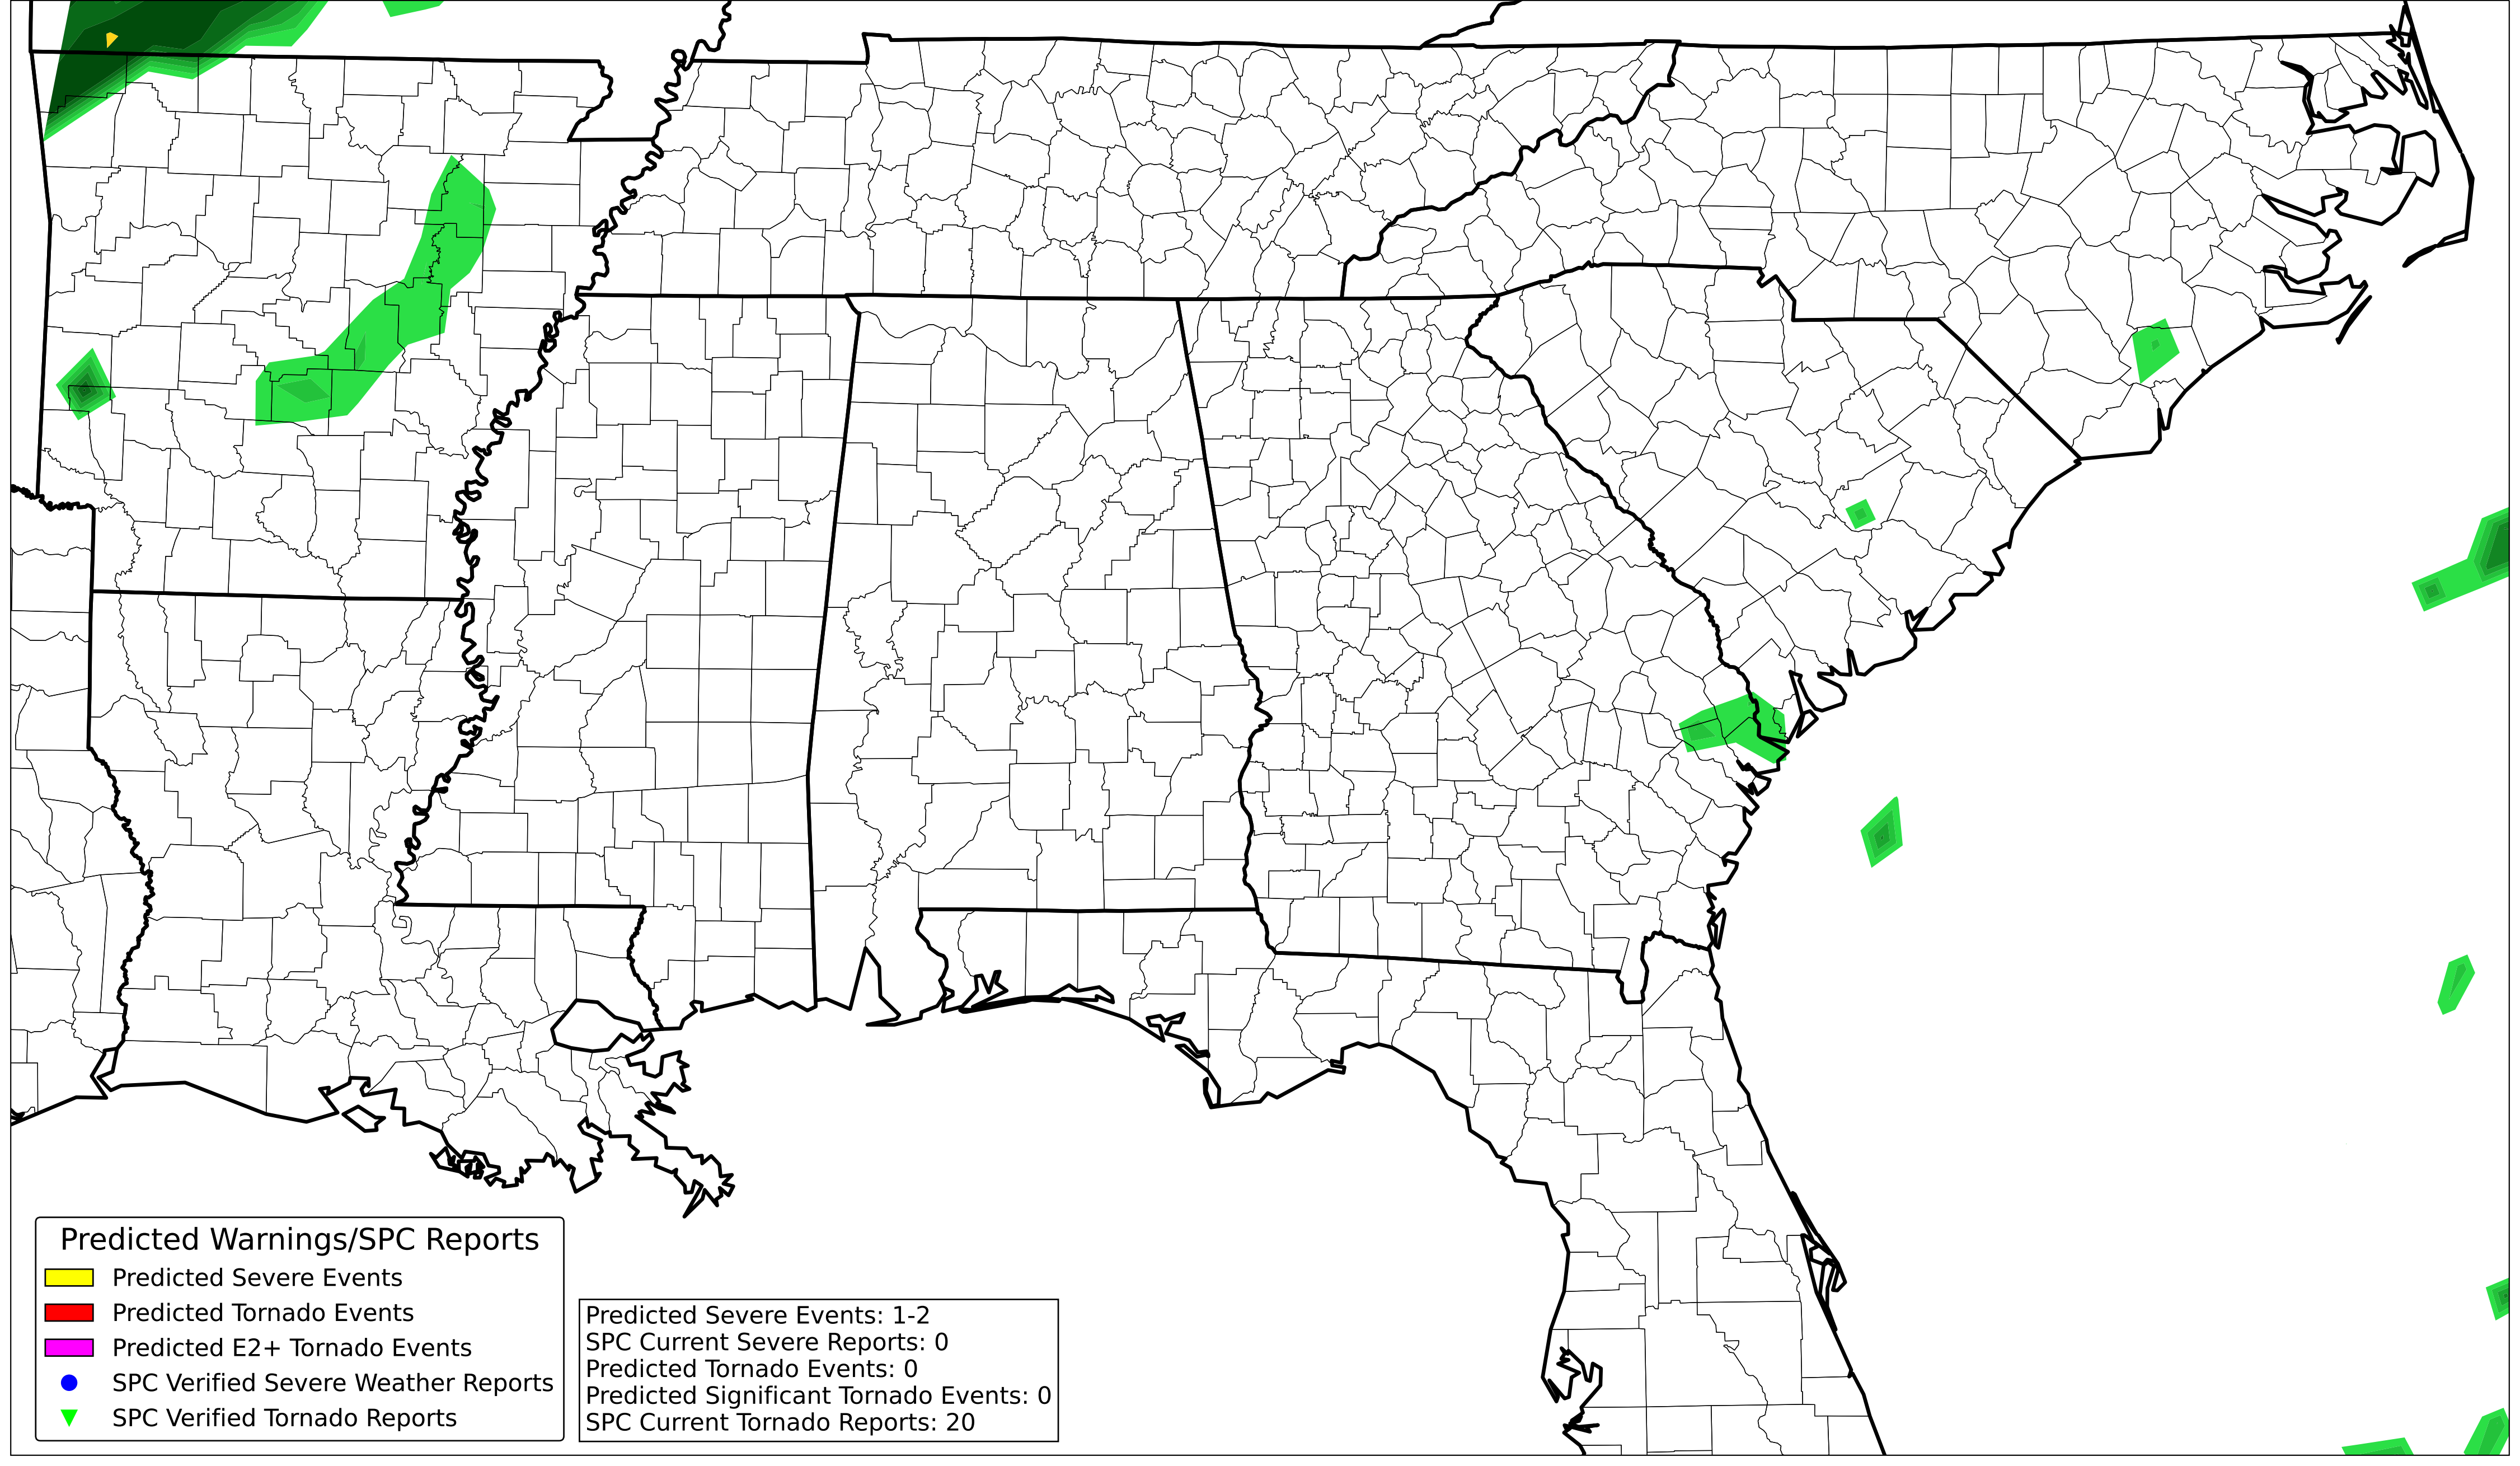 Predicted Warnings/SPC Reports
Predicted Severe Events
Predicted Tornado Events
Predicted E2+ Tornado Events
SPC Verified Severe Weather Reports
SPC Verified Tornado Reports
Predicted Severe Events: 1-2
SPC Current Severe Reports: 0
Predicted Tornado Events: 0
Predicted Significant Tornado Events: 0
SPC Current Tornado Reports: 20